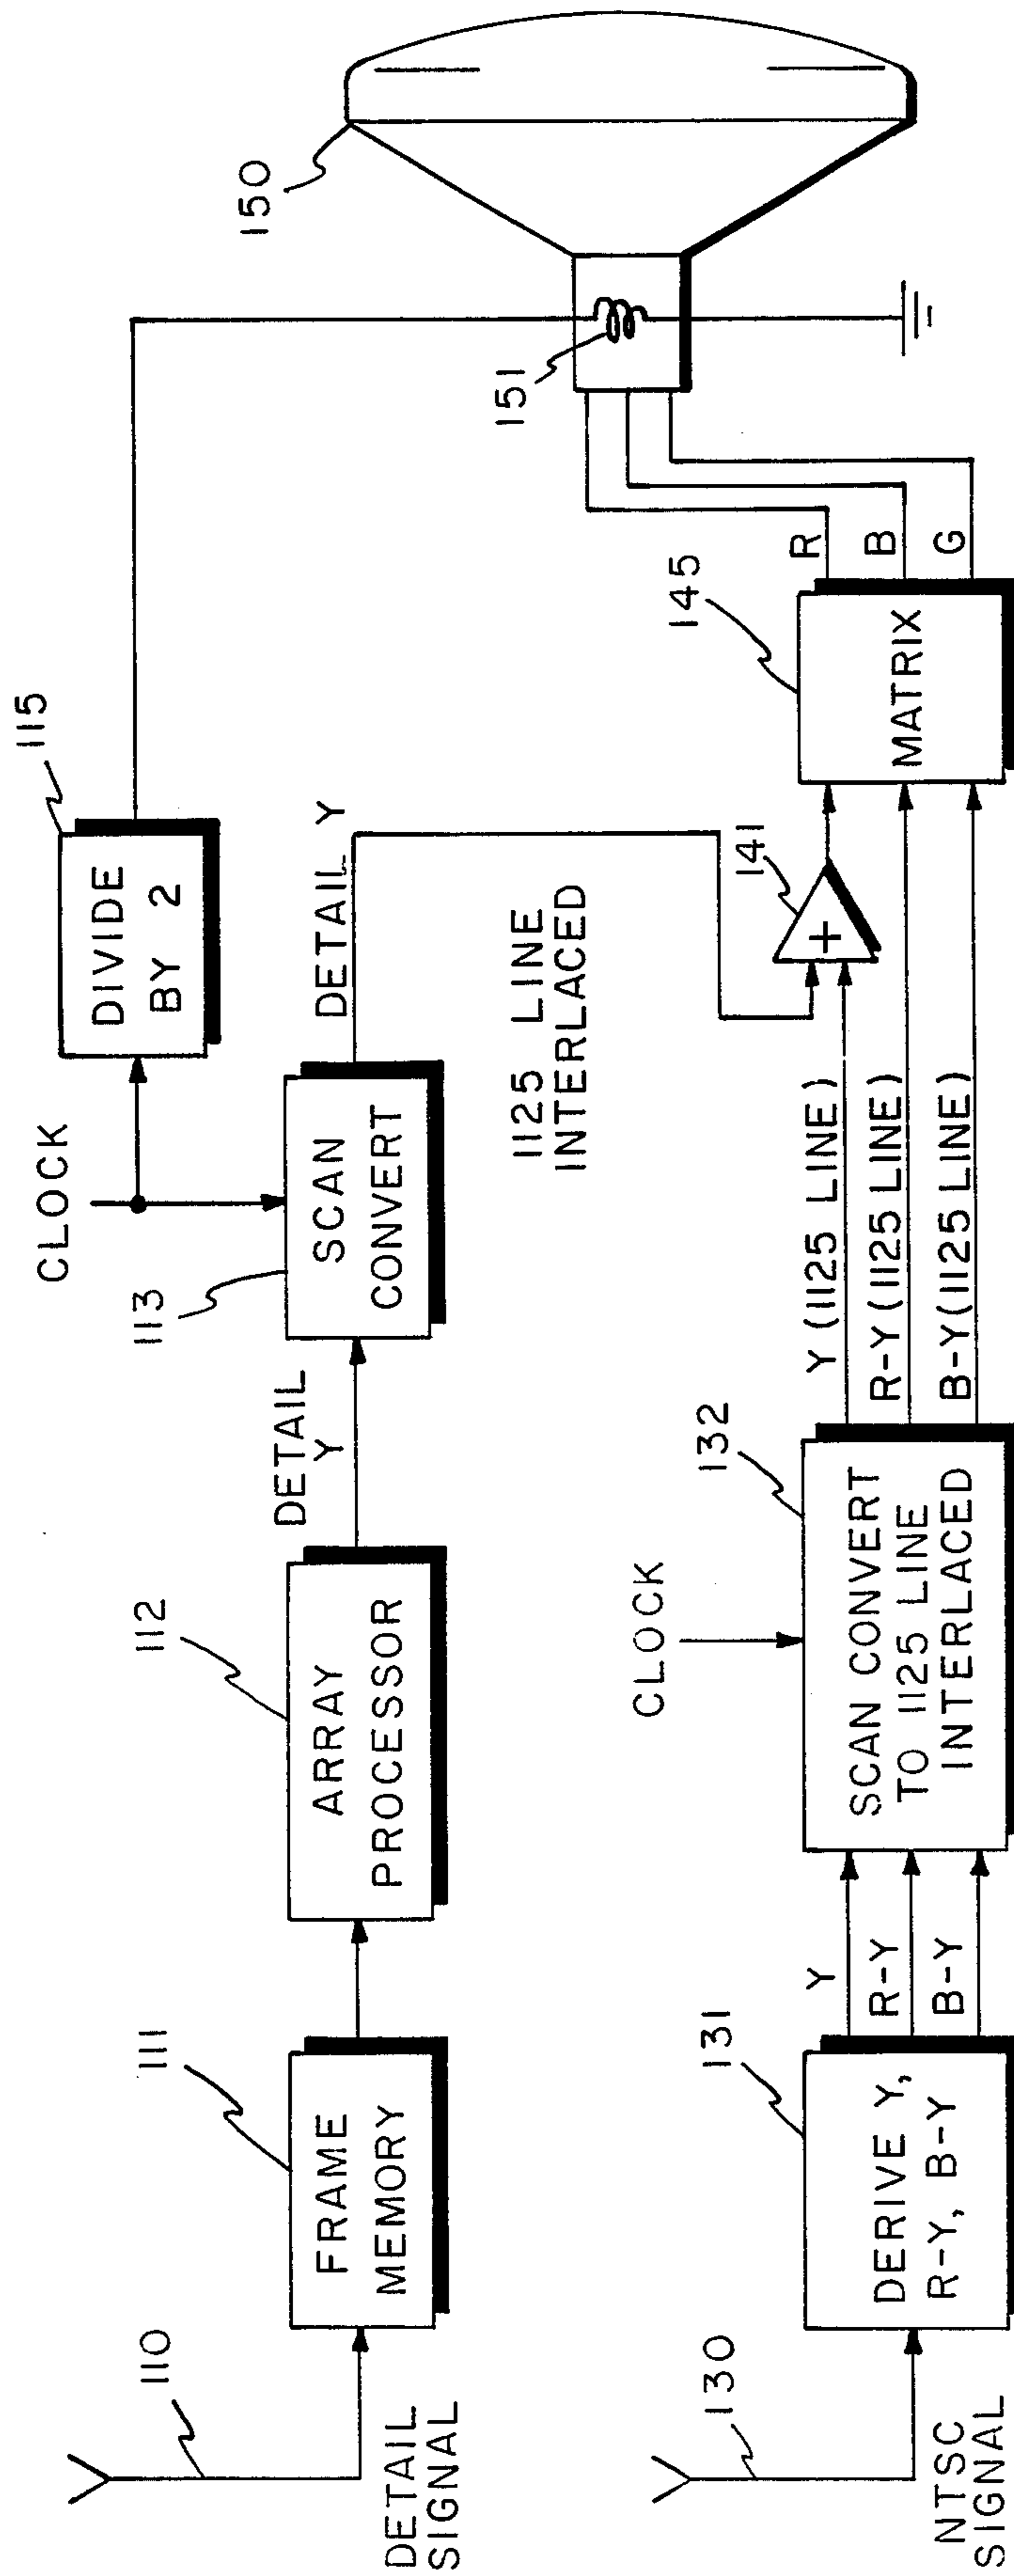 110
DETAIL
SIGNAL
111
FRAME
MEMORY
112
ARRAY
PROCESSOR
DETAIL
Y
113
SCAN
CONVERT
CLOCK
115
DIVIDE
BY 2
DETAIL Y
1125 LINE
INTERLACED
150
151
130
NTSC
SIGNAL
131
DERIVE Y,
R-Y, B-Y
Y
R-Y
B-Y
CLOCK
132
SCAN CONVERT
TO 1125 LINE
INTERLACED
Y (1125 LINE)
R-Y (1125 LINE)
B-Y (1125 LINE)
141
+
145
MATRIX
R
B
G